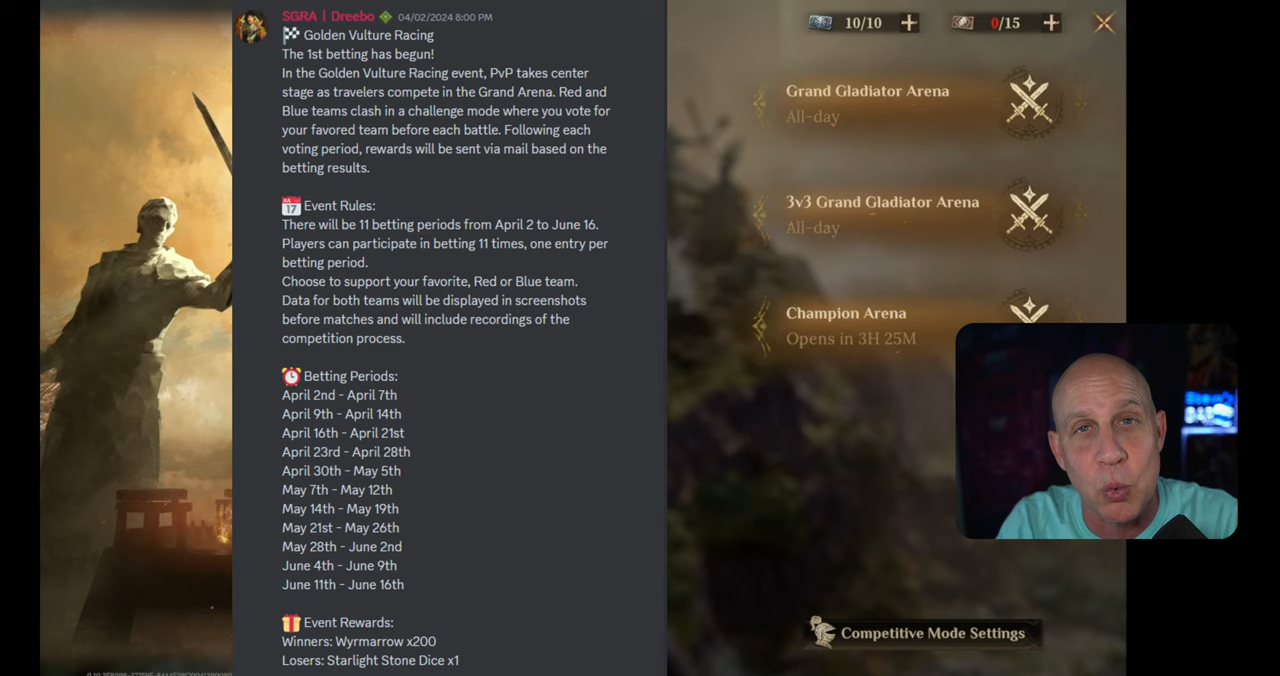 SGRA | Dreebo 04/02/2024 8:00 PM
Golden Vulture Racing
The 1st betting has begun!
In the Golden Vulture Racing event, PvP takes center
stage as travelers compete in the Grand Arena. Red and
Blue teams clash in a challenge mode where you vote for
your favored team before each battle. Following each
voting period, rewards will be sent via mail based on the
betting results.
17 Event Rules:
There will be 11 betting periods from April 2 to June 16.
Players can participate in betting 11 times, one entry per
betting period.
Choose to support your favorite, Red or Blue team.
Data for both teams will be displayed in screenshots
before matches and will include recordings of the
competition process.
Betting Periods:
April 2nd - April 7th
April 9th - April 14th
April 16th - April 21st
April 23rd - April 28th
April 30th - May 5th
May 7th - May 12th
May 14th - May 19th
May 21st - May 26th
May 28th - June 2nd
June 4th - June 9th
June 11th - June 16th
Event Rewards:
Winners: Wyrmarrow x200
Losers: Starlight Stone Dice x1
10/10 + 0/15 +
Grand Gladiator Arena
All-day
3v3 Grand Gladiator Arena
All-day
Champion Arena
Opens in 3H 25M
Competitive Mode Settings